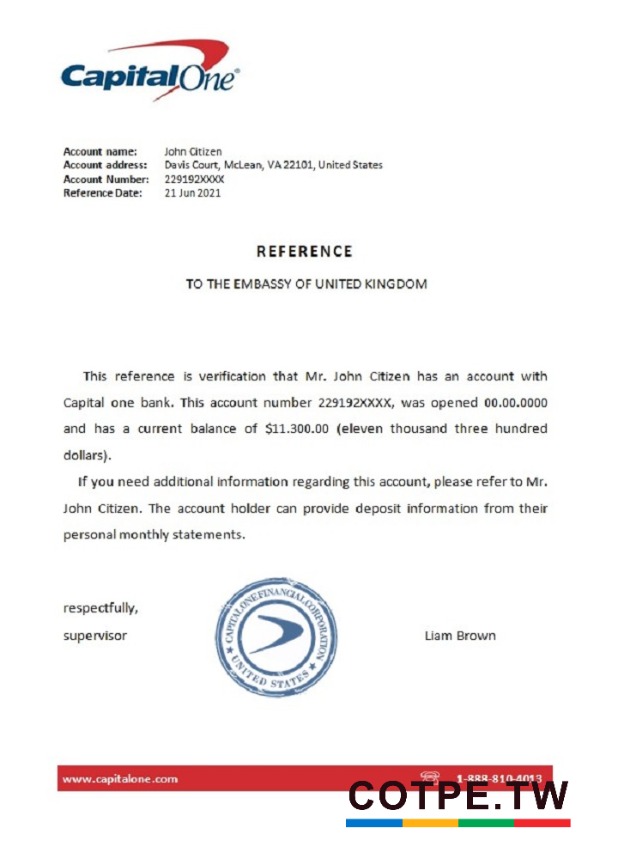 CapitalOne®
Account name: John Citizen
Account address: Davis Court, McLean, VA 22101, United States
Account Number: 229192XXXX
Reference Date: 21 Jun 2021
REFERENCE
TO THE EMBASSY OF UNITED KINGDOM
This reference is verification that Mr. John Citizen has an account with
Capital one bank. This account number 229192XXXX, was opened 00.00.0000
and has a current balance of $11.300.00 (eleven thousand three hundred
dollars).
If you need additional information regarding this account, please refer to Mr.
John Citizen. The account holder can provide deposit information from their
personal monthly statements.
respectfully,
supervisor
CAPITAL ONE FINANCIAL CORPORATION
UNITED STATES
Liam Brown
www.capitalone.com
1-888-810-4013
COTPE.TW